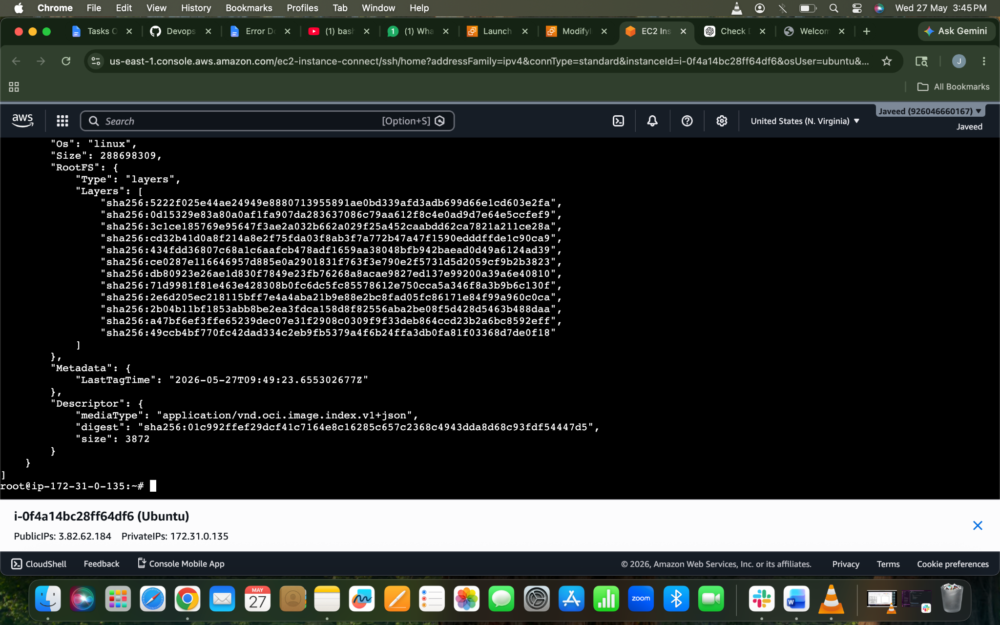 Chrome File Edit View History Bookmarks Profiles Tab Window Help Wed 27 May 3:45 PM
Tasks O Devops Error Do (1) bash 1 (1) Wha Launch Modify EC2 Ins Check D Welcom Ask Gemini
us-east-1.console.aws.amazon.com/ec2-instance-connect/ssh/home?addressFamily=ipv4&connType=standard&instanceId=i-0f4a14bc28ff64df6&osUser=ubuntu&... J
All Bookmarks
aws Search [Option+S] United States (N. Virginia) Javeed (926046660167)
Javeed
"Os": "linux",
"Size": 288698309,
"RootFS": {
"Type": "layers",
"Layers": [
"sha256:5222f025e44ae24949e8880713955891ae0bd339afd3adb699d66e1cd603e2fa",
"sha256:0d15329e83a80a0af1fa907da283637086c79aa612f8c4e0ad9d7e64e5ccfef9",
"sha256:3c1ce185769e95647f3ae2a032b662a029f25a452caabdd62ca7821a211ce28a",
"sha256:cd32b41d0a8f214a8e2f75fda03f8ab3f7a772b47a47f1590edddffde1c90ca9",
"sha256:434fdd36807c68a1c6aafcb478adf1659aa38048bfb942baead0d49a6124ad39",
"sha256:ce0287e116646957d885e0a2901831f763f3e790e2f5731d5d2059cf9b2b3823",
"sha256:db80923e26ae1d830f7849e23fb76268a8acae9827ed137e99200a39a6e40810",
"sha256:71d9981f81e463e428308b0fc6dc5fc85578612e750cca5a346f8a3b9b6c130f",
"sha256:2e6d205ec218115bff7e4a4aba21b9e88e2bc8fad05fc86171e84f99a960c0ca",
"sha256:2b04b11bf1853abb8be2ea3fdca158d8f82556aba2be08f5d428d5463b488daa",
"sha256:a47bf6ef3ffe65239dec07e31f2908c0309f9f33deb864ccd23b2a6bc8592eff",
"sha256:49ccb4bf770fc42dad334c2eb9fb5379a4f6b24ffa3db0fa81f03368d7de0f18"
]
},
"Metadata": {
"LastTagTime": "2026-05-27T09:49:23.655302677Z"
},
"Descriptor": {
"mediaType": "application/vnd.oci.image.index.v1+json",
"digest": "sha256:01c992ffef29dcf41c7164e8c16285c657c2368c4943dda8d68c93fdf54447d5",
"size": 3872
}
}
]
root@ip-172-31-0-135:~#
i-0f4a14bc28ff64df6 (Ubuntu)
PublicIPs: 3.82.62.184 PrivateIPs: 172.31.0.135
CloudShell Feedback Console Mobile App © 2026, Amazon Web Services, Inc. or its affiliates. Privacy Terms Cookie preferences
MAY
27 zoom W